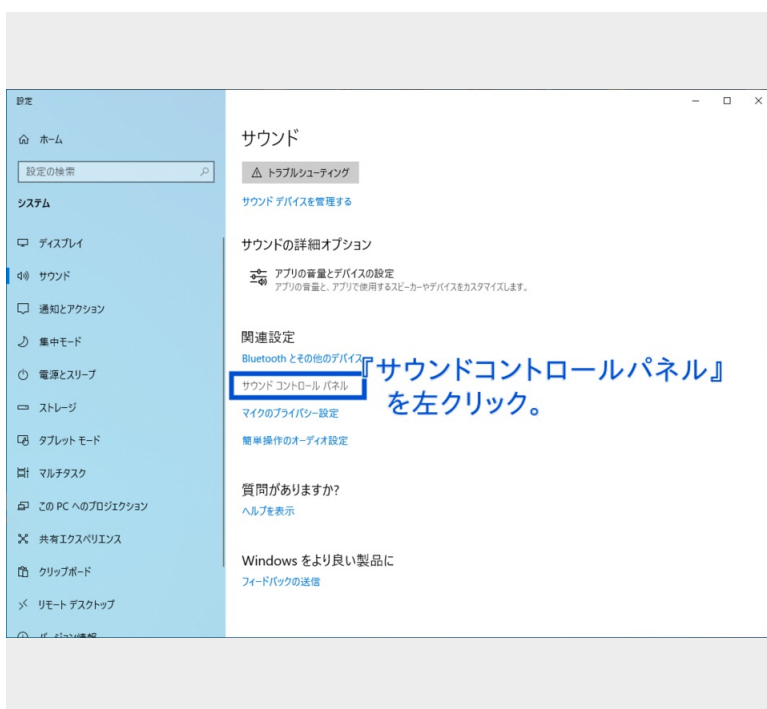 設定
ホーム
設定の検索
システム
ディスプレイ
サウンド
通知とアクション
集中モード
電源とスリープ
ストレージ
タブレット モード
マルチタスク
この PC へのプロジェクション
共有エクスペリエンス
クリップボード
リモート デスクトップ
バージョン情報
サウンド
トラブルシューティング
サウンド デバイスを管理する
サウンドの詳細オプション
アプリの音量とデバイスの設定
アプリの音量と、アプリで使用するスピーカーやデバイスをカスタマイズします。
関連設定
Bluetooth とその他のデバイス
サウンド コントロール パネル
『サウンドコントロールパネル』
を左クリック。
マイクのプライバシー設定
簡単操作のオーディオ設定
質問がありますか?
ヘルプを表示
Windows をより良い製品に
フィードバックの送信